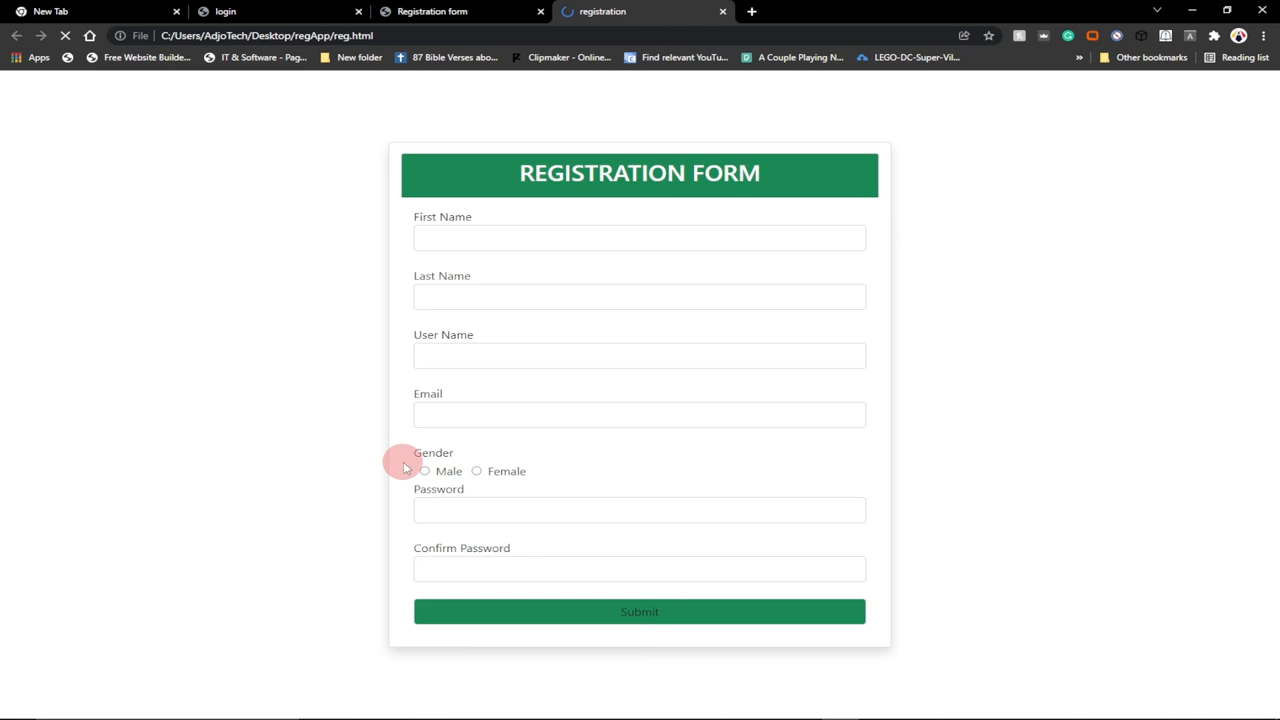 New Tab
login
Registration form
registration
File
C:/Users/AdjoTech/Desktop/regApp/reg.html
Apps
Free Website Builde...
IT & Software - Pag...
New folder
87 Bible Verses abo...
Clipmaker - Online...
Find relevant YouTu...
A Couple Playing N...
LEGO-DC-Super-Vil...
»
Other bookmarks
Reading list
REGISTRATION FORM
First Name
Last Name
User Name
Email
Gender
Male Female
Password
Confirm Password
Submit